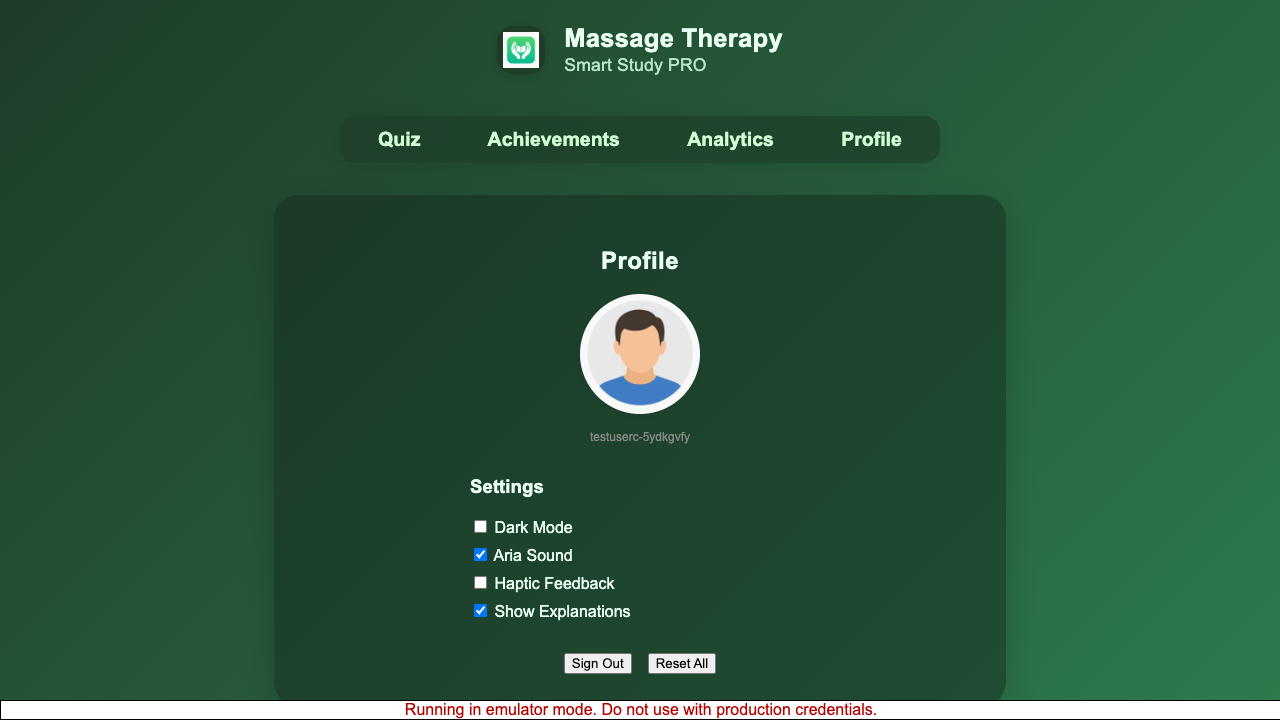 Massage Therapy
Smart Study PRO
Quiz Achievements Analytics Profile
Profile
testuserc-5ydkgvfy
Settings
Dark Mode
Aria Sound
Haptic Feedback
Show Explanations
Sign Out Reset All
Running in emulator mode. Do not use with production credentials.